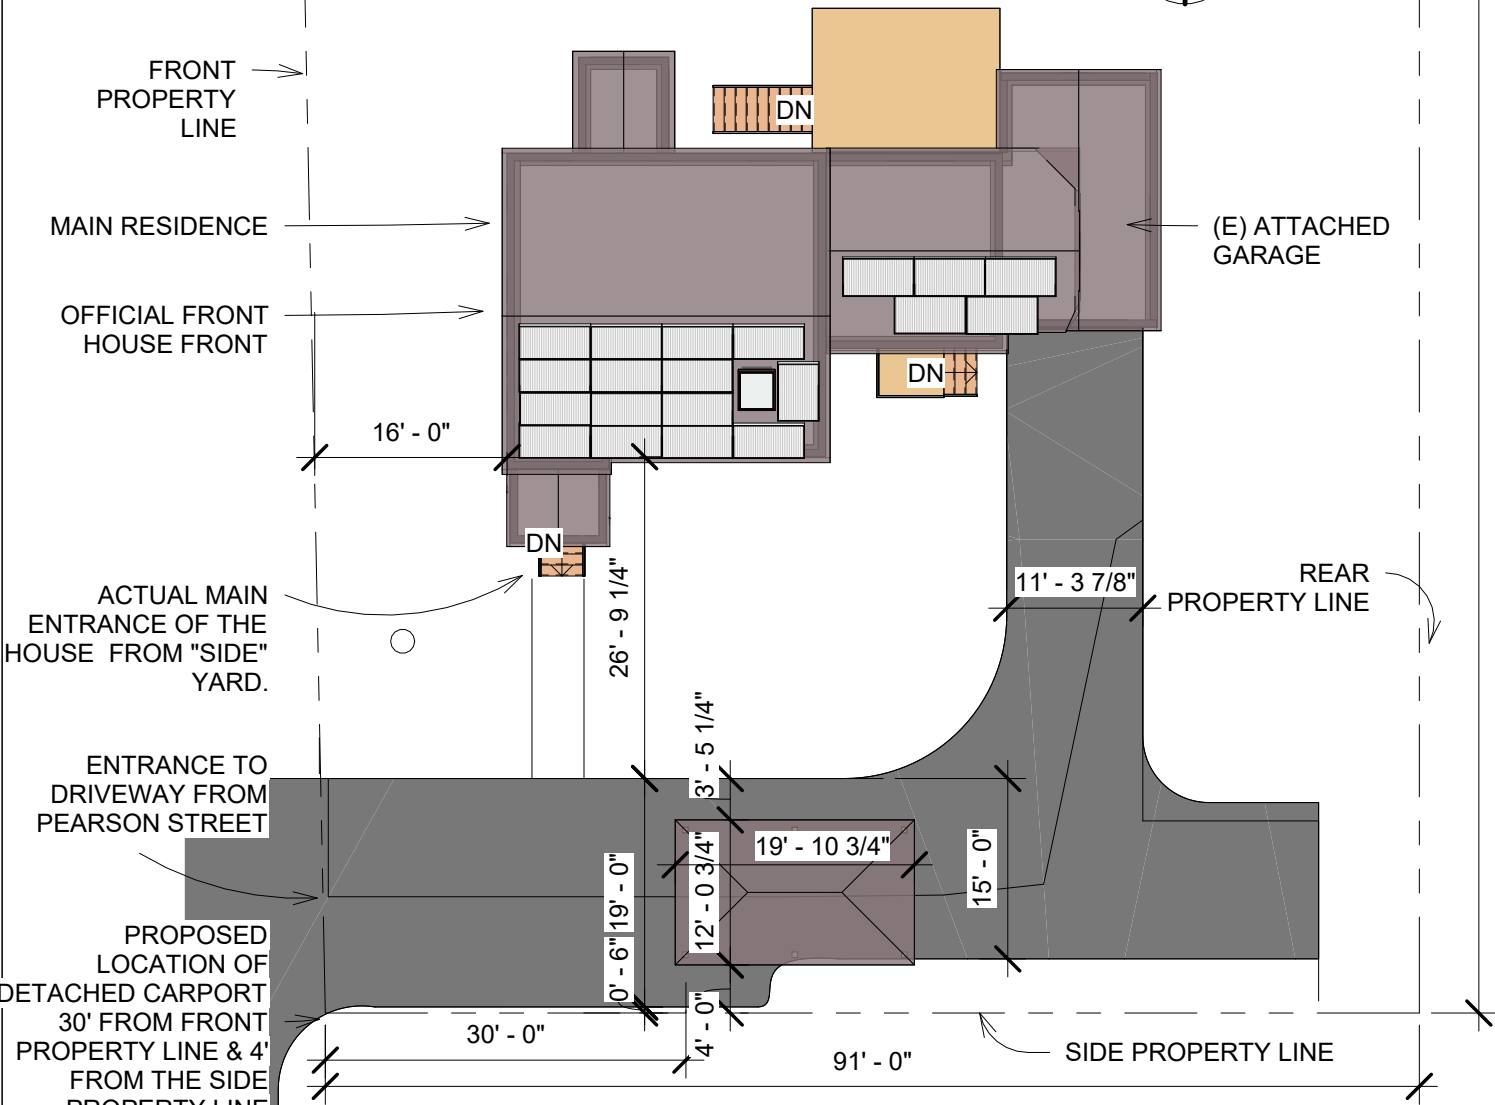 FRONT
PROPERTY
LINE
DN
MAIN RESIDENCE
(E) ATTACHED
GARAGE
OFFICIAL FRONT
HOUSE FRONT
DN
16' - 0"
DN
ACTUAL MAIN
ENTRANCE OF THE
HOUSE FROM "SIDE"
YARD.
26' - 9 1/4"
11' - 3 7/8"
REAR
PROPERTY LINE
3' - 5 1/4"
ENTRANCE TO
DRIVEWAY FROM
PEARSON STREET
19' - 10 3/4"
12' - 0 3/4"
19' - 0"
15' - 0"
0' - 6"
4' - 0"
PROPOSED
LOCATION OF
DETACHED CARPORT
30' FROM FRONT
PROPERTY LINE & 4'
FROM THE SIDE
PROPERTY LINE
30' - 0"
91' - 0"
SIDE PROPERTY LINE